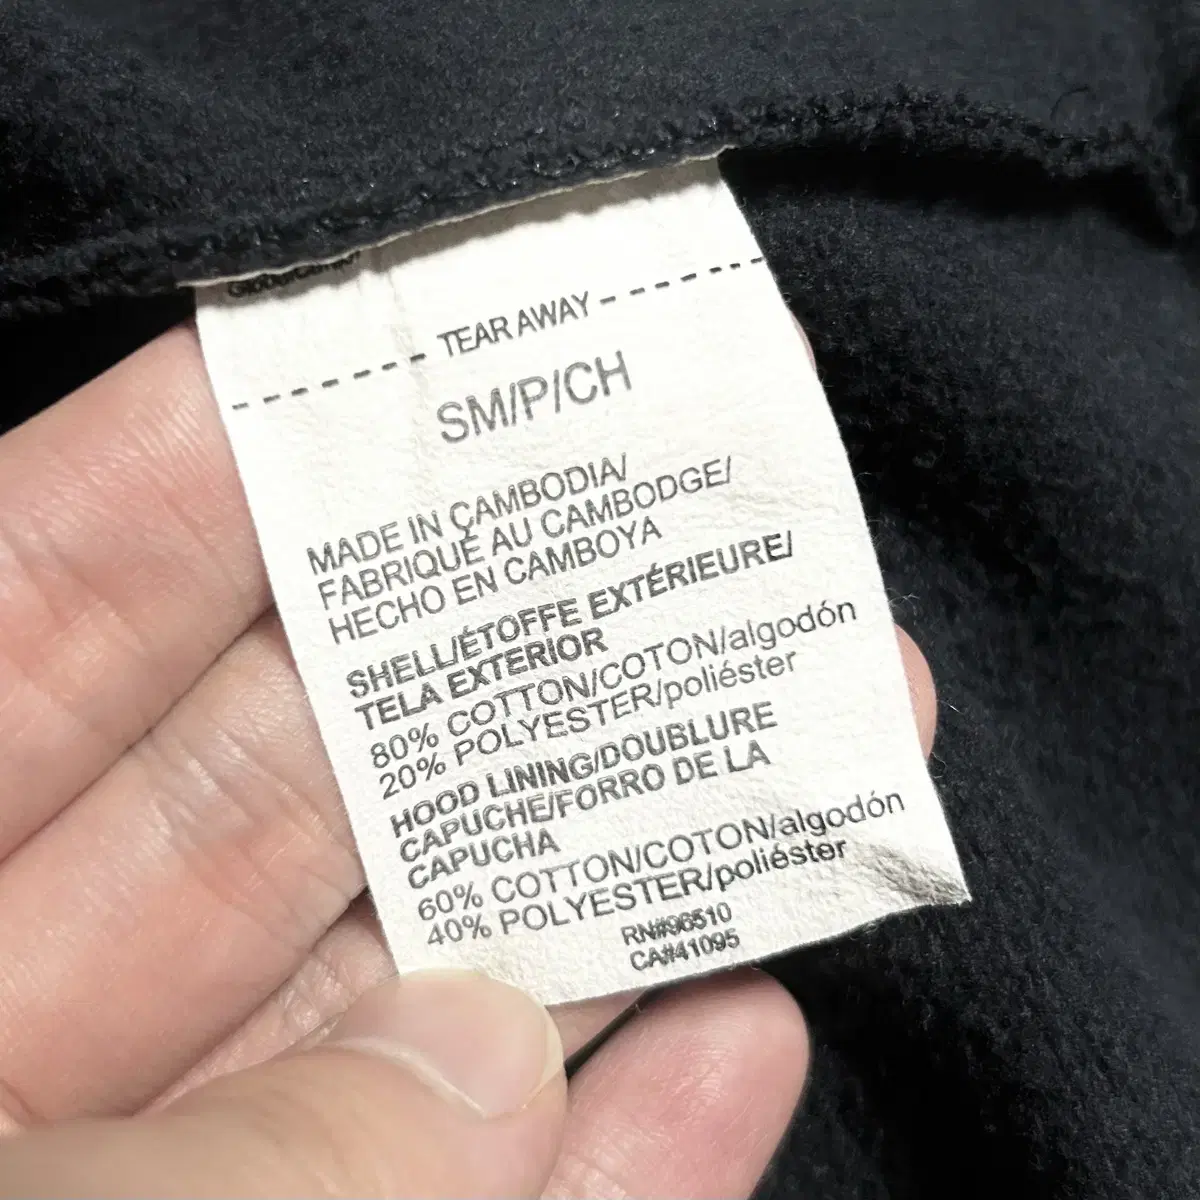 TEAR AWAY
SM/P/CH
MADE IN CAMBODIA/
FABRIQUÉ AU CAMBODGE/
HECHO EN CAMBOYA
SHELL/ÉTOFFE EXTÉRIEURE/
TELA EXTERIOR
80% COTTON/COTON/algodón
20% POLYESTER/poliéster
HOOD LINING/DOUBLURE
CAPUCHE/FORRO DE LA
CAPUCHA
60% COTTON/COTON/algodón
40% POLYESTER/poliéster
RN#96510
CA#41095